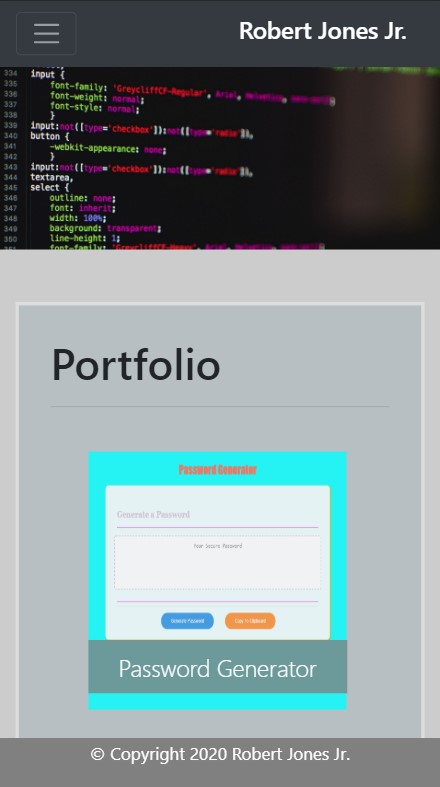 Robert Jones Jr.
334 input {
335 font-family: 'GreycliffCF-Regular', Arial, Helvetica,
336 font-weight: normal;
337 font-style: normal;
338 }
339 input:not([type='checkbox']):not([type='radio']),
340 button {
341 -webkit-appearance: none;
342 }
343 input:not([type='checkbox']):not([type='radio']),
344 textarea,
345 select {
346 outline: none;
347 font: inherit;
348 width: 100%;
349 background: transparent;
350 line-height: 1;
351 font-family: 'GreycliffCF-Heavy', Arial,
Portfolio
Password Generator
Generate a Password
Your Secure Password
Generate Password
Copy to Clipboard
Password Generator
© Copyright 2020 Robert Jones Jr.